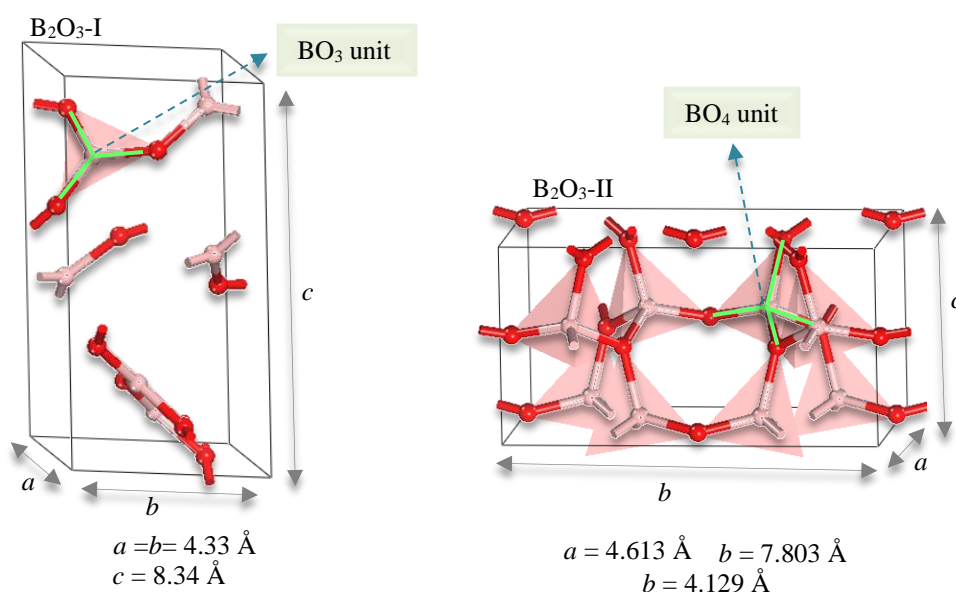 B₂O₃-I
BO₃ unit
c
a
b
a =b= 4.33 Å
c = 8.34 Å
BO₄ unit
B₂O₃-II
c
a
b
a = 4.613 Å b = 7.803 Å
b = 4.129 Å